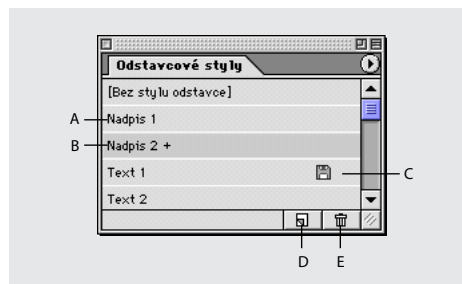 Odstavcové styly
[Bez stylu odstavce]
A Nadpis 1
B Nadpis 2 +
Text 1 C
Text 2
D E